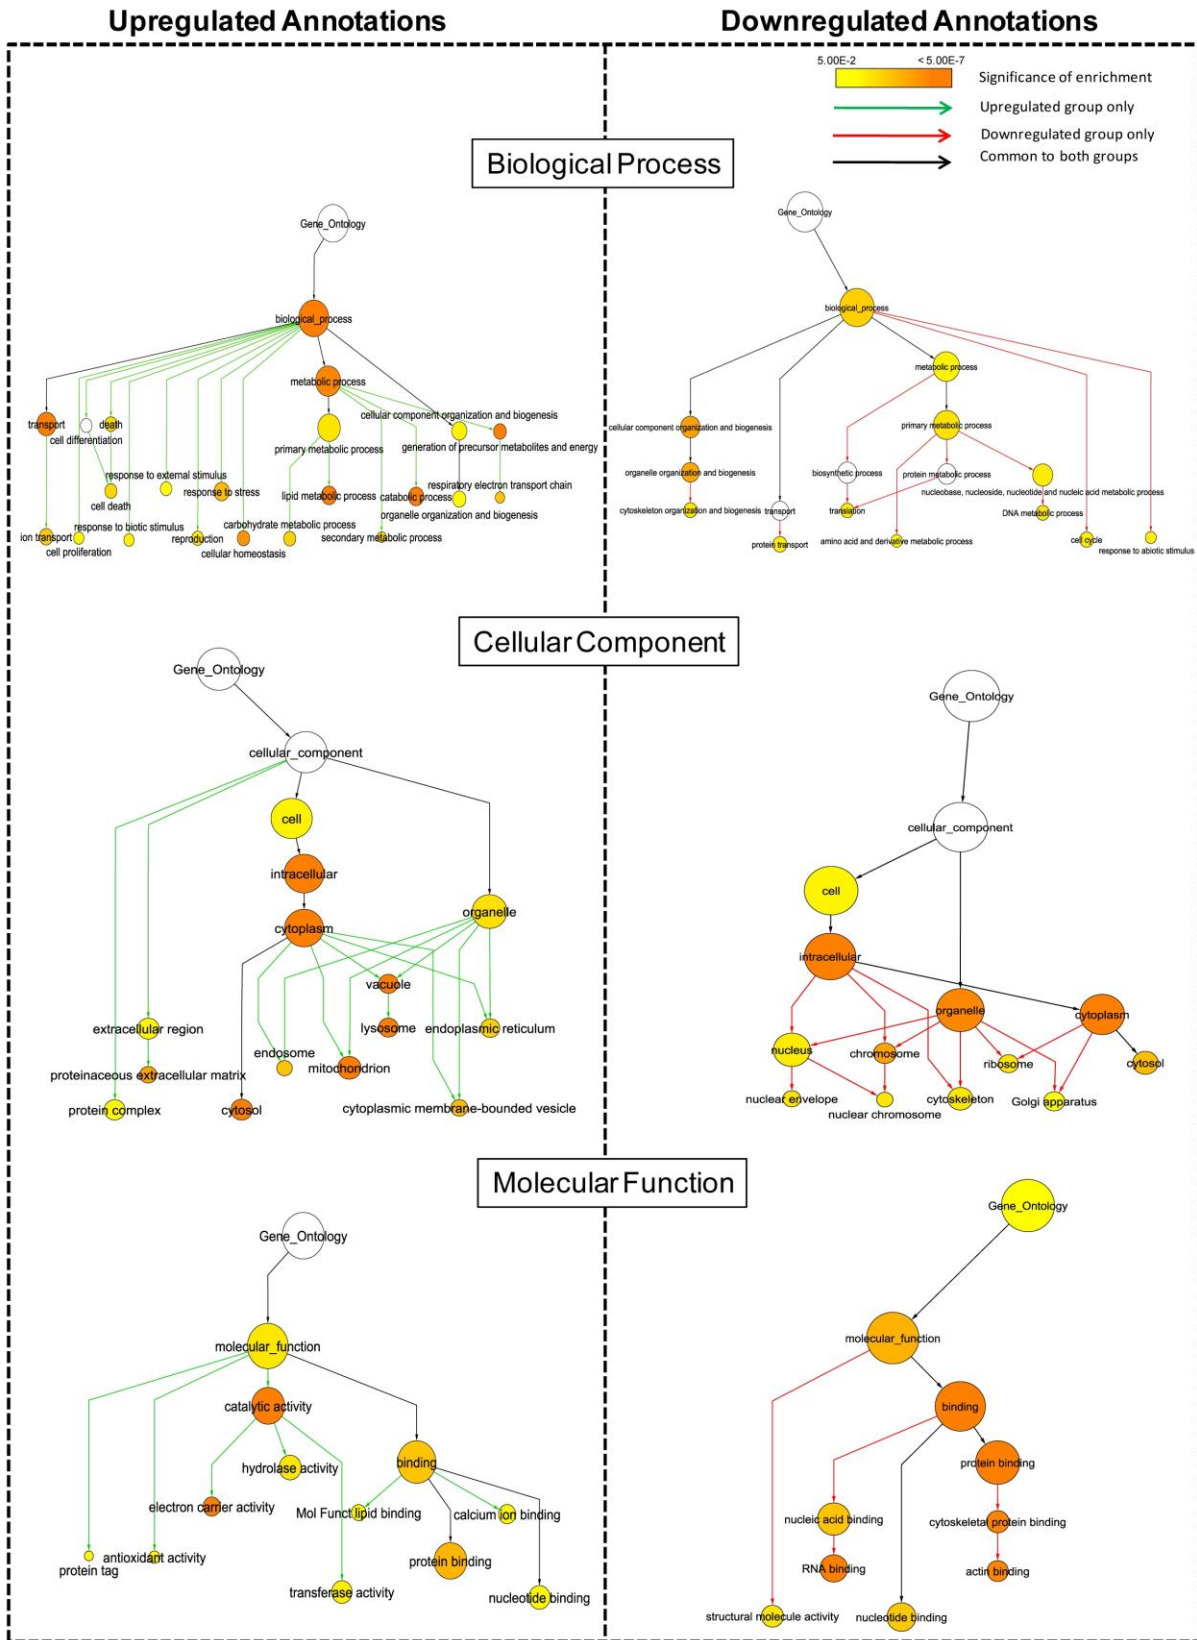 Upregulated Annotations
Downregulated Annotations
5.00E-2
< 5.00E-7
Significance of enrichment
Upregulated group only
Downregulated group only
Common to both groups
Biological Process
Gene_Ontology
biological_process
metabolic process
transport
cell differentiation
death
cellular component organization and biogenesis
generation of precursor metabolites and energy
primary metabolic process
response to external stimulus
cell death
response to stress
lipid metabolic process
catabolic process
respiratory electron transport chain
organelle organization and biogenesis
ion transport
cell proliferation
response to biotic stimulus
reproduction
carbohydrate metabolic process
cellular homeostasis
secondary metabolic process
Gene_Ontology
biological_process
metabolic process
cellular component organization and biogenesis
primary metabolic process
organelle organization and biogenesis
biosynthetic process
protein metabolic process
nucleobase, nucleoside, nucleotide and nucleic acid metabolic process
cytoskeleton organization and biogenesis
transport
translation
DNA metabolic process
protein transport
amino acid and derivative metabolic process
cell cycle
response to abiotic stimulus
Cellular Component
Gene_Ontology
cellular_component
cell
intracellular
cytoplasm
organelle
vacuole
extracellular region
lysosome
endoplasmic reticulum
endosome
mitochondrion
proteinaceous extracellular matrix
protein complex
cytosol
cytoplasmic membrane-bounded vesicle
Gene_Ontology
cellular_component
cell
intracellular
organelle
cytoplasm
nucleus
chromosome
ribosome
cytosol
nuclear envelope
nuclear chromosome
cytoskeleton
Golgi apparatus
Molecular Function
Gene_Ontology
molecular_function
catalytic activity
binding
hydrolase activity
electron carrier activity
Mol Funct lipid binding
calcium ion binding
protein tag
antioxidant activity
protein binding
transferase activity
nucleotide binding
Gene_Ontology
molecular_function
binding
protein binding
nucleic acid binding
cytoskeletal protein binding
RNA binding
actin binding
structural molecule activity
nucleotide binding